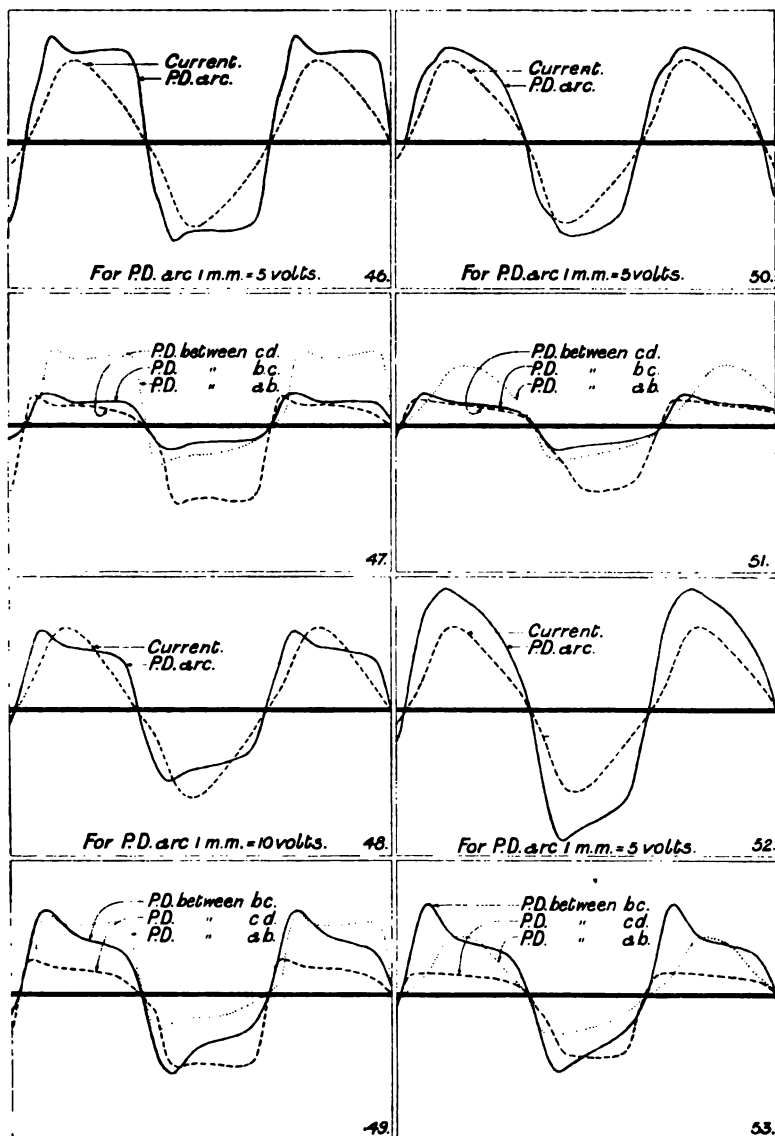 Current.
P.D. arc.
For P.D. arc 1 m.m. = 5 volts. 46.
Current.
P.D. arc.
For P.D. arc 1 m.m. = 5 volts. 50.
P.D. between cd.
P.D. " bc.
P.D. " ab.
47.
P.D. between cd.
P.D. " bc.
P.D. " ab.
51.
Current.
P.D. arc.
For P.D. arc 1 m.m. = 10 volts. 48.
Current.
P.D. arc.
For P.D. arc 1 m.m. = 5 volts. 52.
P.D. between bc.
P.D. " cd.
P.D. " ab.
49.
P.D. between bc.
P.D. " cd.
P.D. " ab.
53.